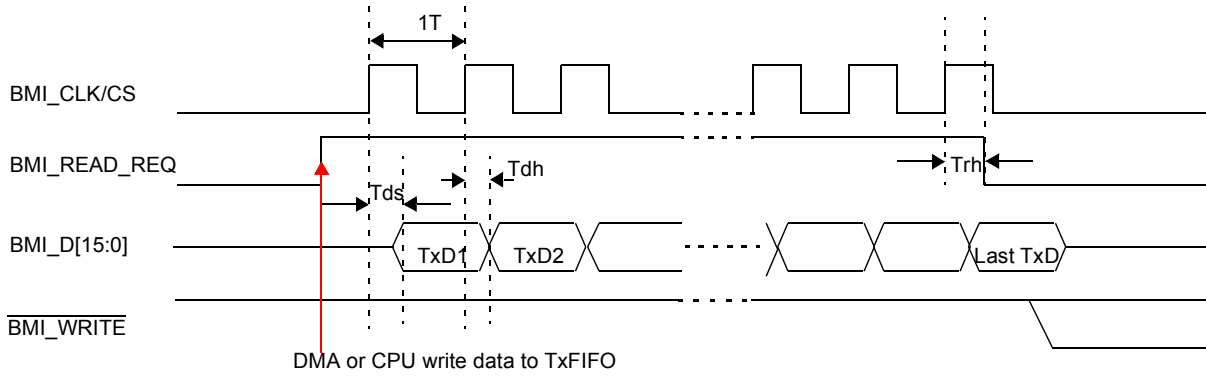 1T
BMI_CLK/CS
BMI_READ_REQ
Trh
Tdh
Tds
BMI_D[15:0]
TxD1
TxD2
Last TxD
BMI_WRITE
DMA or CPU write data to TxFIFO